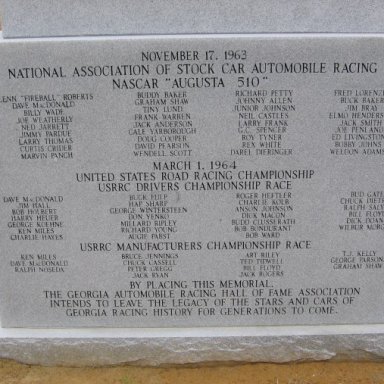 NOVEMBER 17, 1963
NATIONAL ASSOCIATION OF STOCK CAR AUTOMOBILE RACING
NASCAR "AUGUSTA 510"
GLENN "FIREBALL" ROBERTS BUDDY BAKER RICHARD PETTY FRED LORENZEN
DAVE MacDONALD GRAHAM SHAW JOHNNY ALLEN BUCK BAKER
BILLY WADE TINY LUND JUNIOR JOHNSON JIM BRAY
JOE WEATHERLY FRANK WARREN NEIL CASTLES ELMO HENDERSON
NED JARRETT JACK ANDERSON LARRY FRANK JACK SMITH
JIMMY PARDUE CALE YARBOROUGH G.C. SPENCER JOE PENLAND
LARRY THOMAS DOUG COOPER ROY TYNER ED LIVINGSTON
CURTIS CRIDER DAVID PEARSON REX WHITE BOBBY JOHNS
MARVIN PANCH WENDELL SCOTT DAREL DIERINGER WELDON ADAMS
MARCH 1, 1964
UNITED STATES ROAD RACING CHAMPIONSHIP
USRRC DRIVERS CHAMPIONSHIP RACE
DAVE MacDONALD BUCK FULP ROGER HEFTLER BUD GATES
JIM HALL HAP SHARP CHARLIE KOLB CHUCK
BOB HOLBERT GEORGE WINTERSTEEN ANSON JOHNSON RALPH
HARRY HEUER DON YENKO DICK MACON BILL FLOYD
GEORGE KOEHNE MILLARD RIPLEY BUDD CLUSSERATH DICK DOANE
KEN MILES RICHARD YOUNG BOB BONDURANT WILBUR
CHARLIE HAYES AUGIE PABST BOB WARD
USRRC MANUFACTURERS CHAMPIONSHIP RACE
KEN MILES BRUCE JENNINGS ART RILEY T.J. KELLY
DAVE MacDONALD CHUCK CASSELL TED TIDWELL GEORGE PARSONS
RALPH NOSEDA PETER GREGG BILL FLOYD GRAHAM SHAW
JACK RYAN JACK ROGERS
BY PLACING THIS MEMORIAL,
THE GEORGIA AUTOMOBILE RACING HALL OF FAME ASSOCIATION
INTENDS TO LEAVE THE LEGACY OF THE STARS AND CARS OF
GEORGIA RACING HISTORY FOR GENERATIONS TO COME.